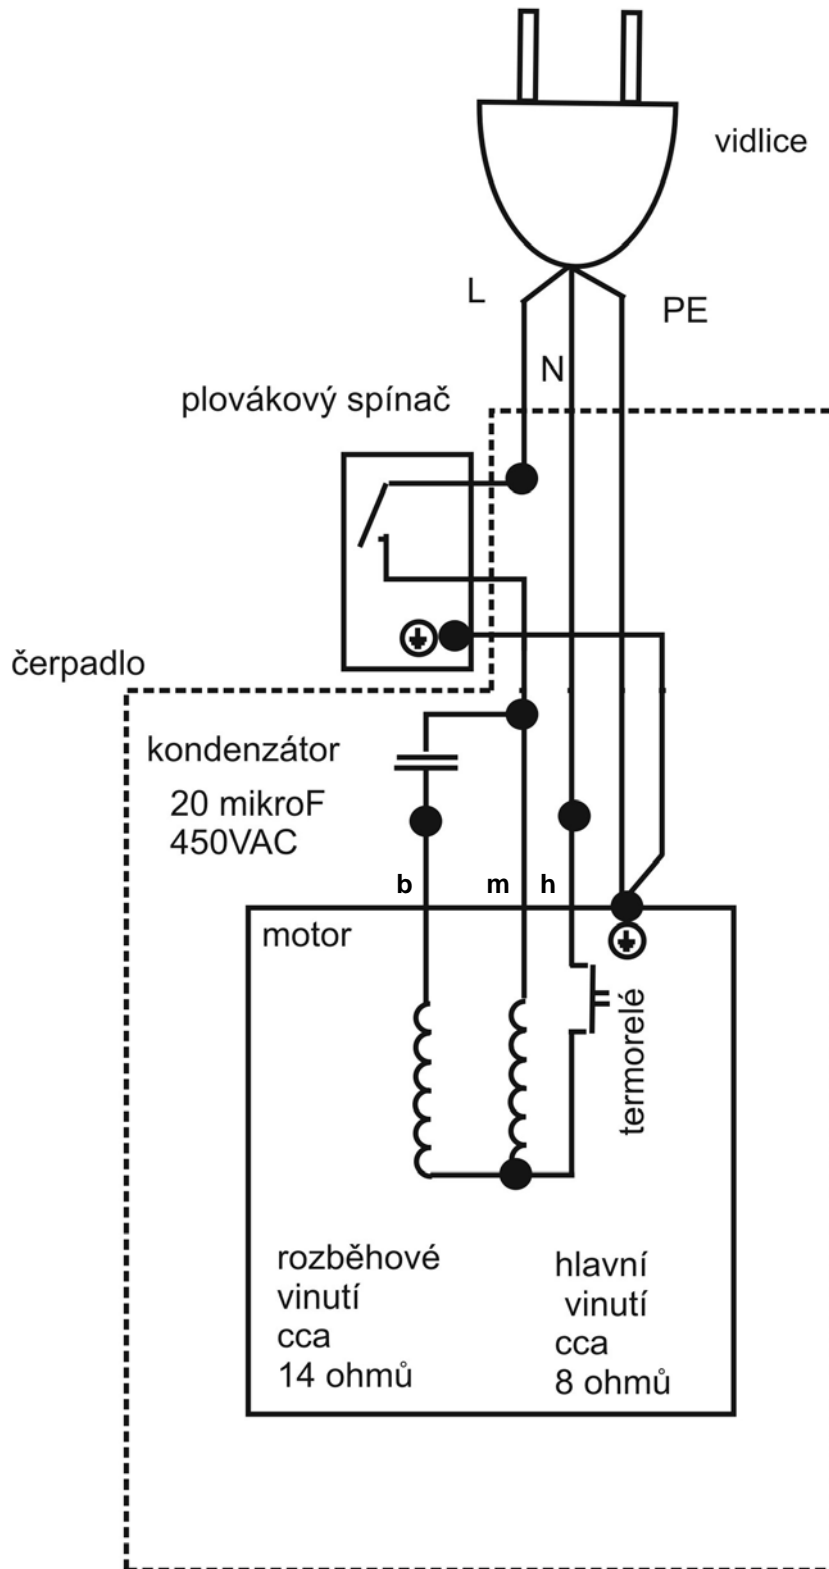 vidlice
L
PE
N
plovákový spínač
čerpadlo
kondenzátor
20 mikroF
450VAC
b m h
motor
termorelé
rozběhové
vinutí
cca
14 ohmů
hlavní
vinutí
cca
8 ohmů